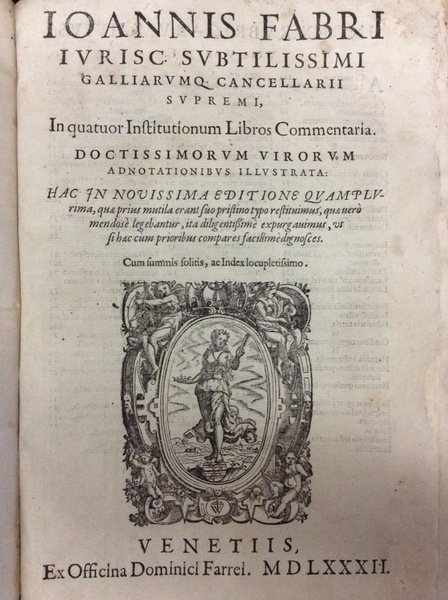 IOANNIS FABRI
IVRISC. SVBTILISSIMI
GALLIARVMQ. CANCELLARII
SVPREMI,
In quatuor Institutionum Libros Commentaria.
DOCTISSIMORVM VIRORVM
ADNOTATIONIBVS ILLVSTRATA:
HAC IN NOVISSIMA EDITIONE QVAMPLV-
rima, quæ prius mutila erant suo pristino typo restituimus, quæ uerò
mendosè legebantur, ita diligentissimè expurgauimus, vt
si hac cum prioribus compares facillimè dignosces.
Cum summis solitis, ac Index locupletissimo.
VENETIIS,
Ex Officina Dominici Farrei. MDLXXXII.